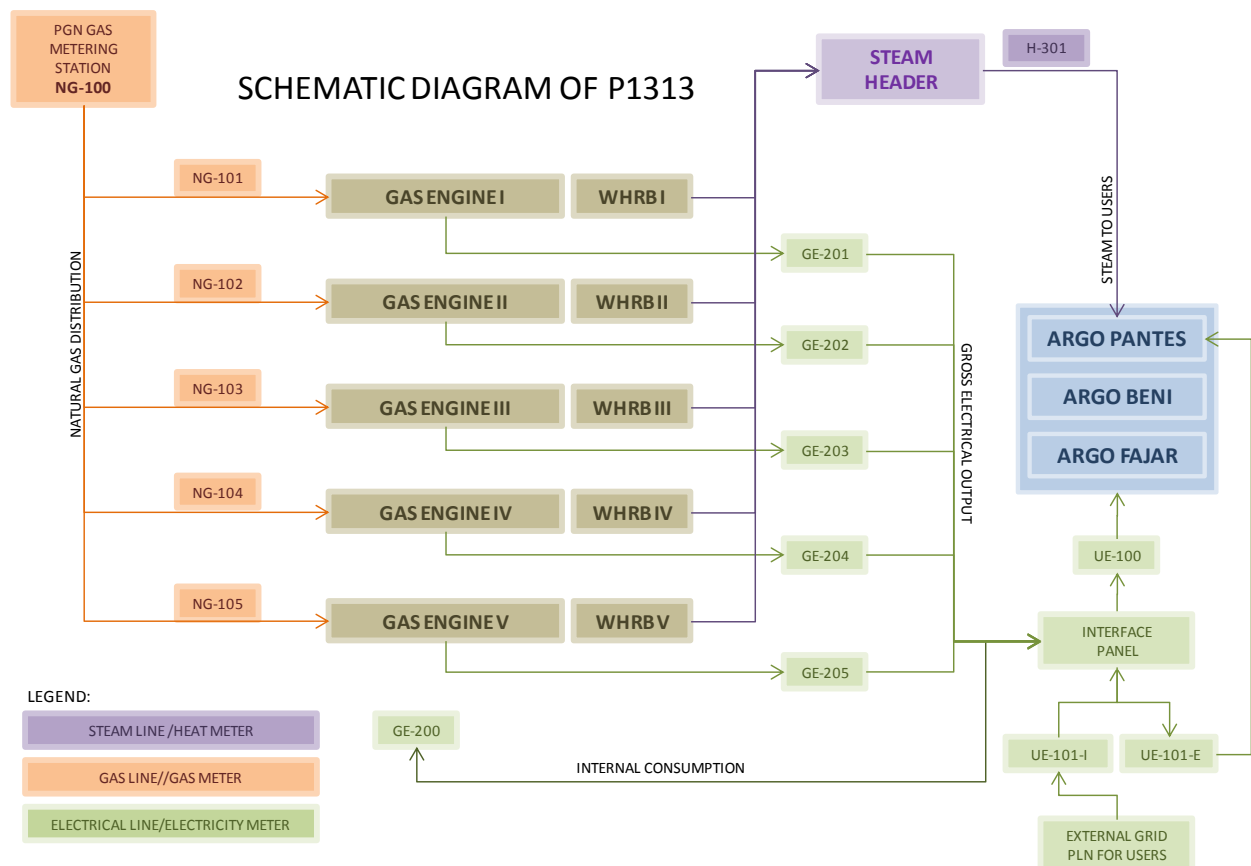 PGN GAS
METERING
STATION
NG-100
SCHEMATIC DIAGRAM OF P1313
STEAM
HEADER
H-301
NATURAL GAS DISTRIBUTION
NG-101
GAS ENGINE I
WHRB I
GE-201
NG-102
GAS ENGINE II
WHRB II
GE-202
NG-103
GAS ENGINE III
WHRB III
GE-203
NG-104
GAS ENGINE IV
WHRB IV
GE-204
NG-105
GAS ENGINE V
WHRB V
GE-205
GROSS ELECTRICAL OUTPUT
STEAM TO USERS
ARGO PANTES
ARGO BENI
ARGO FAJAR
UE-100
INTERFACE
PANEL
UE-101-I
UE-101-E
EXTERNAL GRID
PLN FOR USERS
GE-200
INTERNAL CONSUMPTION
LEGEND:
STEAM LINE /HEAT METER
GAS LINE//GAS METER
ELECTRICAL LINE/ELECTRICITY METER